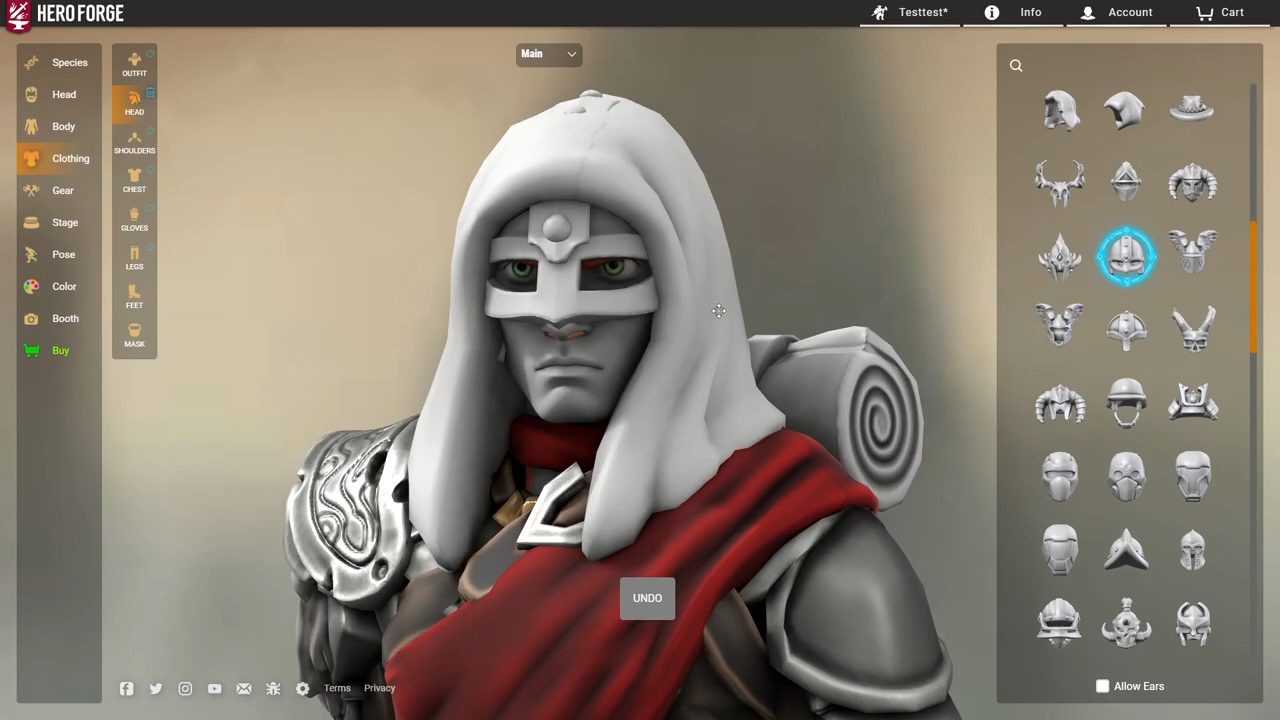 HERO FORGE
Testtest*
Info
Account
Cart
Main
Species
Head
Body
Clothing
Gear
Stage
Pose
Color
Booth
Buy
OUTFIT
HEAD
SHOULDERS
CHEST
GLOVES
LEGS
FEET
MASK
UNDO
Terms
Privacy
Allow Ears